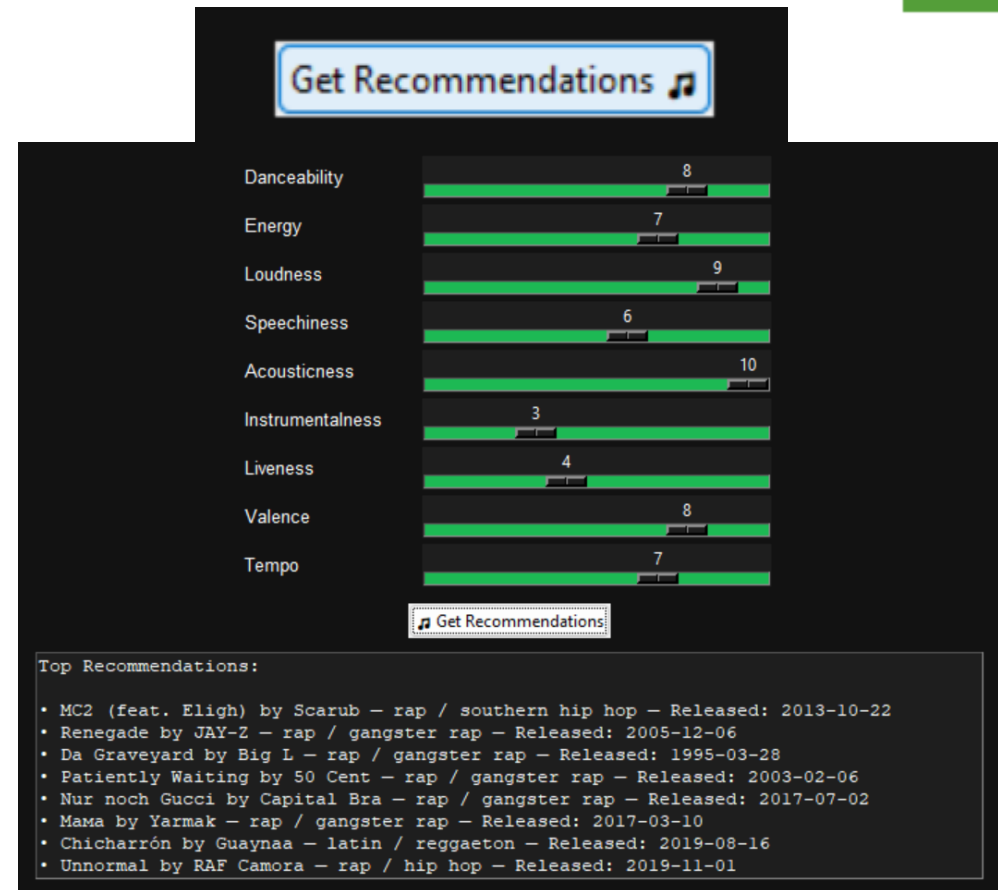 Get Recommendations ♫
Danceability 8
Energy 7
Loudness 9
Speechiness 6
Acousticness 10
Instrumentalness 3
Liveness 4
Valence 8
Tempo 7
♫ Get Recommendations
Top Recommendations:
• MC2 (feat. Eligh) by Scarub — rap / southern hip hop — Released: 2013-10-22
• Renegade by JAY-Z — rap / gangster rap — Released: 2005-12-06
• Da Graveyard by Big L — rap / gangster rap — Released: 1995-03-28
• Patiently Waiting by 50 Cent — rap / gangster rap — Released: 2003-02-06
• Nur noch Gucci by Capital Bra — rap / gangster rap — Released: 2017-07-02
• Мама by Yarmak — rap / gangster rap — Released: 2017-03-10
• Chicharrón by Guaynaa — latin / reggaeton — Released: 2019-08-16
• Unnormal by RAF Camora — rap / hip hop — Released: 2019-11-01